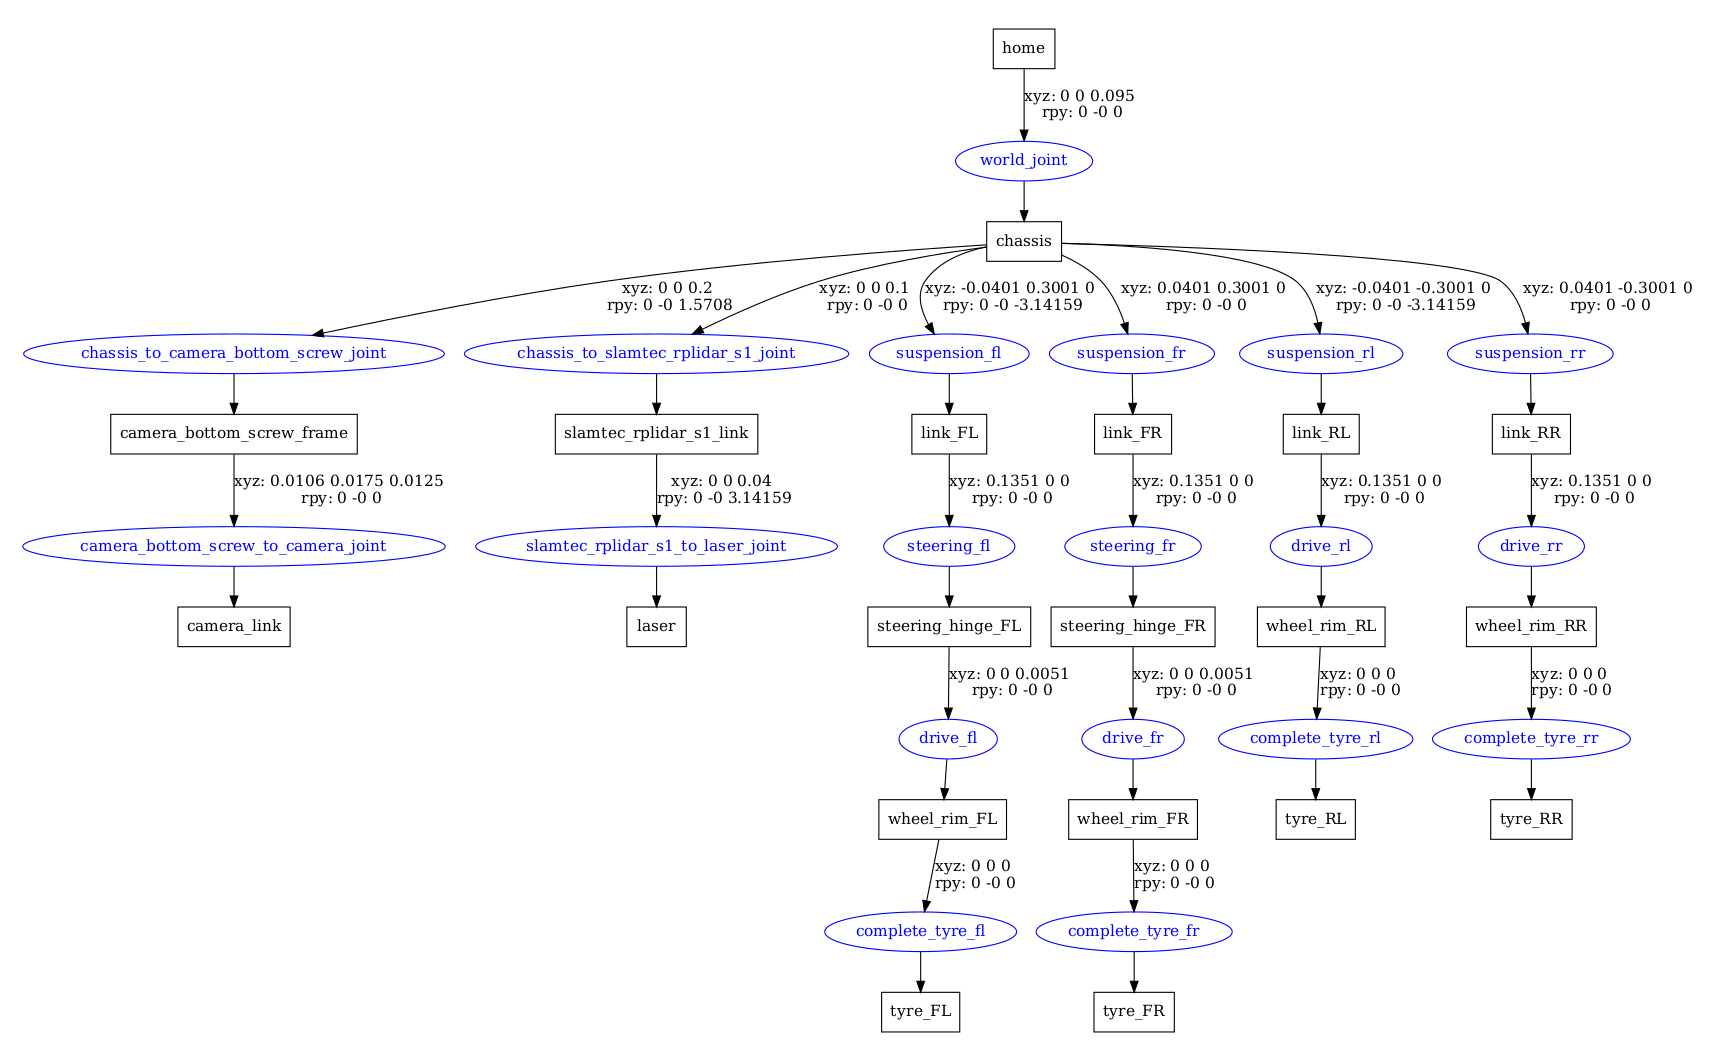 home
xyz: 0 0 0.095
rpy: 0 -0 0
world_joint
chassis
xyz: 0 0 0.2
rpy: 0 -0 1.5708
xyz: 0 0 0.1
rpy: 0 -0 0
xyz: -0.0401 0.3001 0
rpy: 0 -0 -3.14159
xyz: 0.0401 0.3001 0
rpy: 0 -0 0
xyz: -0.0401 -0.3001 0
rpy: 0 -0 -3.14159
xyz: 0.0401 -0.3001 0
rpy: 0 -0 0
chassis_to_camera_bottom_screw_joint
chassis_to_slamtec_rplidar_s1_joint
suspension_fl
suspension_fr
suspension_rl
suspension_rr
camera_bottom_screw_frame
slamtec_rplidar_s1_link
link_FL
link_FR
link_RL
link_RR
xyz: 0.0106 0.0175 0.0125
rpy: 0 -0 0
xyz: 0 0 0.04
rpy: 0 -0 3.14159
xyz: 0.1351 0 0
rpy: 0 -0 0
xyz: 0.1351 0 0
rpy: 0 -0 0
xyz: 0.1351 0 0
rpy: 0 -0 0
xyz: 0.1351 0 0
rpy: 0 -0 0
camera_bottom_screw_to_camera_joint
slamtec_rplidar_s1_to_laser_joint
steering_fl
steering_fr
drive_rl
drive_rr
camera_link
laser
steering_hinge_FL
steering_hinge_FR
wheel_rim_RL
wheel_rim_RR
xyz: 0 0 0.0051
rpy: 0 -0 0
xyz: 0 0 0.0051
rpy: 0 -0 0
xyz: 0 0 0
rpy: 0 -0 0
xyz: 0 0 0
rpy: 0 -0 0
drive_fl
drive_fr
complete_tyre_rl
complete_tyre_rr
wheel_rim_FL
wheel_rim_FR
tyre_RL
tyre_RR
xyz: 0 0 0
rpy: 0 -0 0
xyz: 0 0 0
rpy: 0 -0 0
complete_tyre_fl
complete_tyre_fr
tyre_FL
tyre_FR